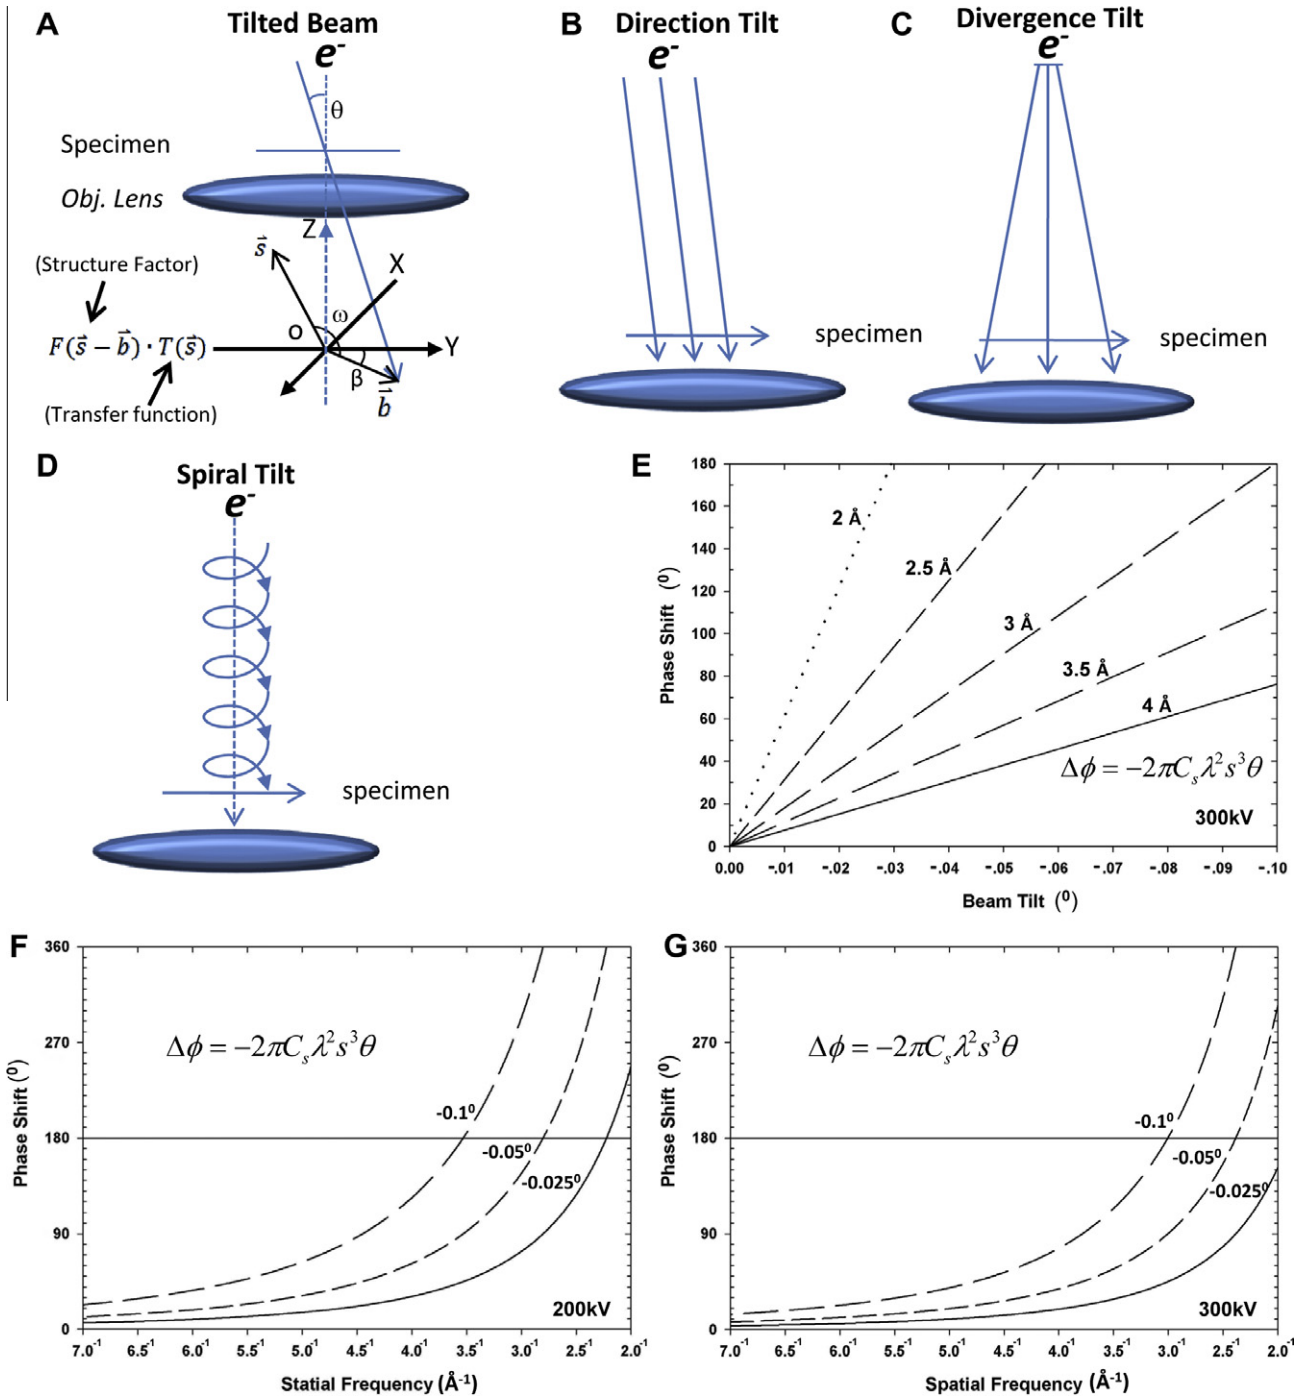 A
Tilted Beam
e⁻
θ
Specimen
Obj. Lens
Z
s⃗
X
(Structure Factor)
ω
O
F(s⃗ − b⃗) · T(s⃗)
Y
β
b⃗
(Transfer function)
B
Direction Tilt
e⁻
specimen
C
Divergence Tilt
e⁻
specimen
D
Spiral Tilt
e⁻
specimen
E
180
160
140
120
100
80
60
40
20
0
Phase Shift (⁰)
2 Å
2.5 Å
3 Å
3.5 Å
4 Å
Δϕ = −2πCₛλ²s³θ
300kV
0.00 -.01 -.02 -.03 -.04 -.05 -.06 -.07 -.08 -.09 -.10
Beam Tilt (⁰)
F
360
270
180
90
0
Phase Shift (⁰)
Δϕ = −2πCₛλ²s³θ
-0.1⁰
-0.05⁰
-0.025⁰
200kV
7.0⁻¹ 6.5⁻¹ 6.0⁻¹ 5.5⁻¹ 5.0⁻¹ 4.5⁻¹ 4.0⁻¹ 3.5⁻¹ 3.0⁻¹ 2.5⁻¹ 2.0⁻¹
Statial Frequency (Å⁻¹)
G
360
270
180
90
0
Phase Shift (⁰)
Δϕ = −2πCₛλ²s³θ
-0.1⁰
-0.05⁰
-0.025⁰
300kV
7.0⁻¹ 6.5⁻¹ 6.0⁻¹ 5.5⁻¹ 5.0⁻¹ 4.5⁻¹ 4.0⁻¹ 3.5⁻¹ 3.0⁻¹ 2.5⁻¹ 2.0⁻¹
Spatial Frequency (Å⁻¹)